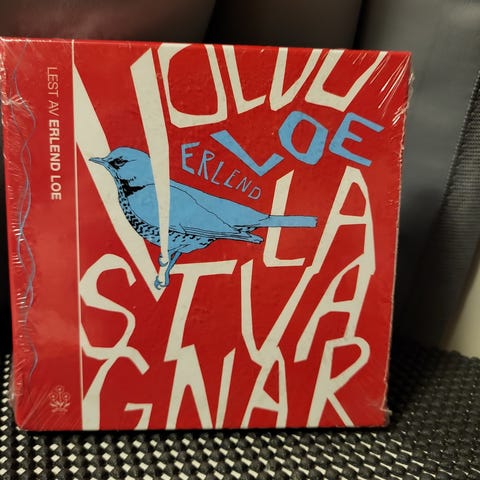 LEST AV ERLEND LOE
VOLVO
ERLEND
LOE
LA
STVA
GNAR